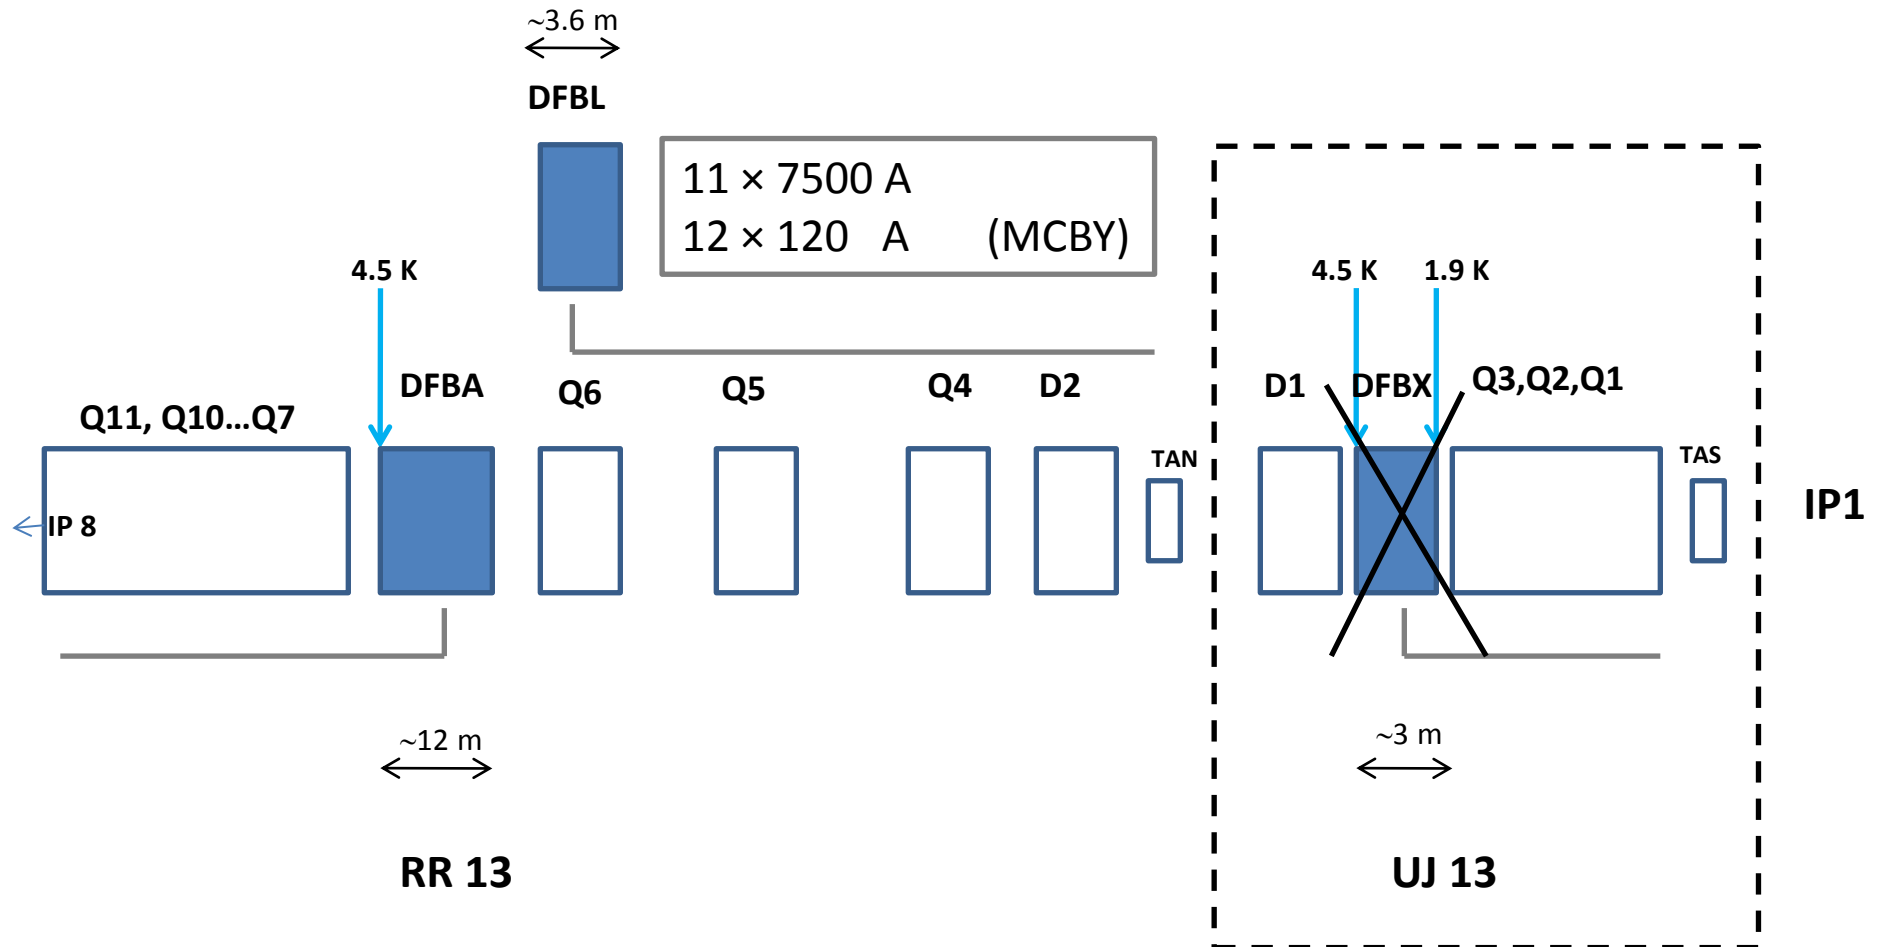 ~3.6 m
DFBL
11 × 7500 A
12 × 120 A (MCBY)
4.5 K
4.5 K
1.9 K
DFBA
Q6
Q5
Q4
D2
D1
DFBX
Q3,Q2,Q1
Q11, Q10...Q7
TAN
TAS
IP 8
IP1
~12 m
~3 m
RR 13
UJ 13